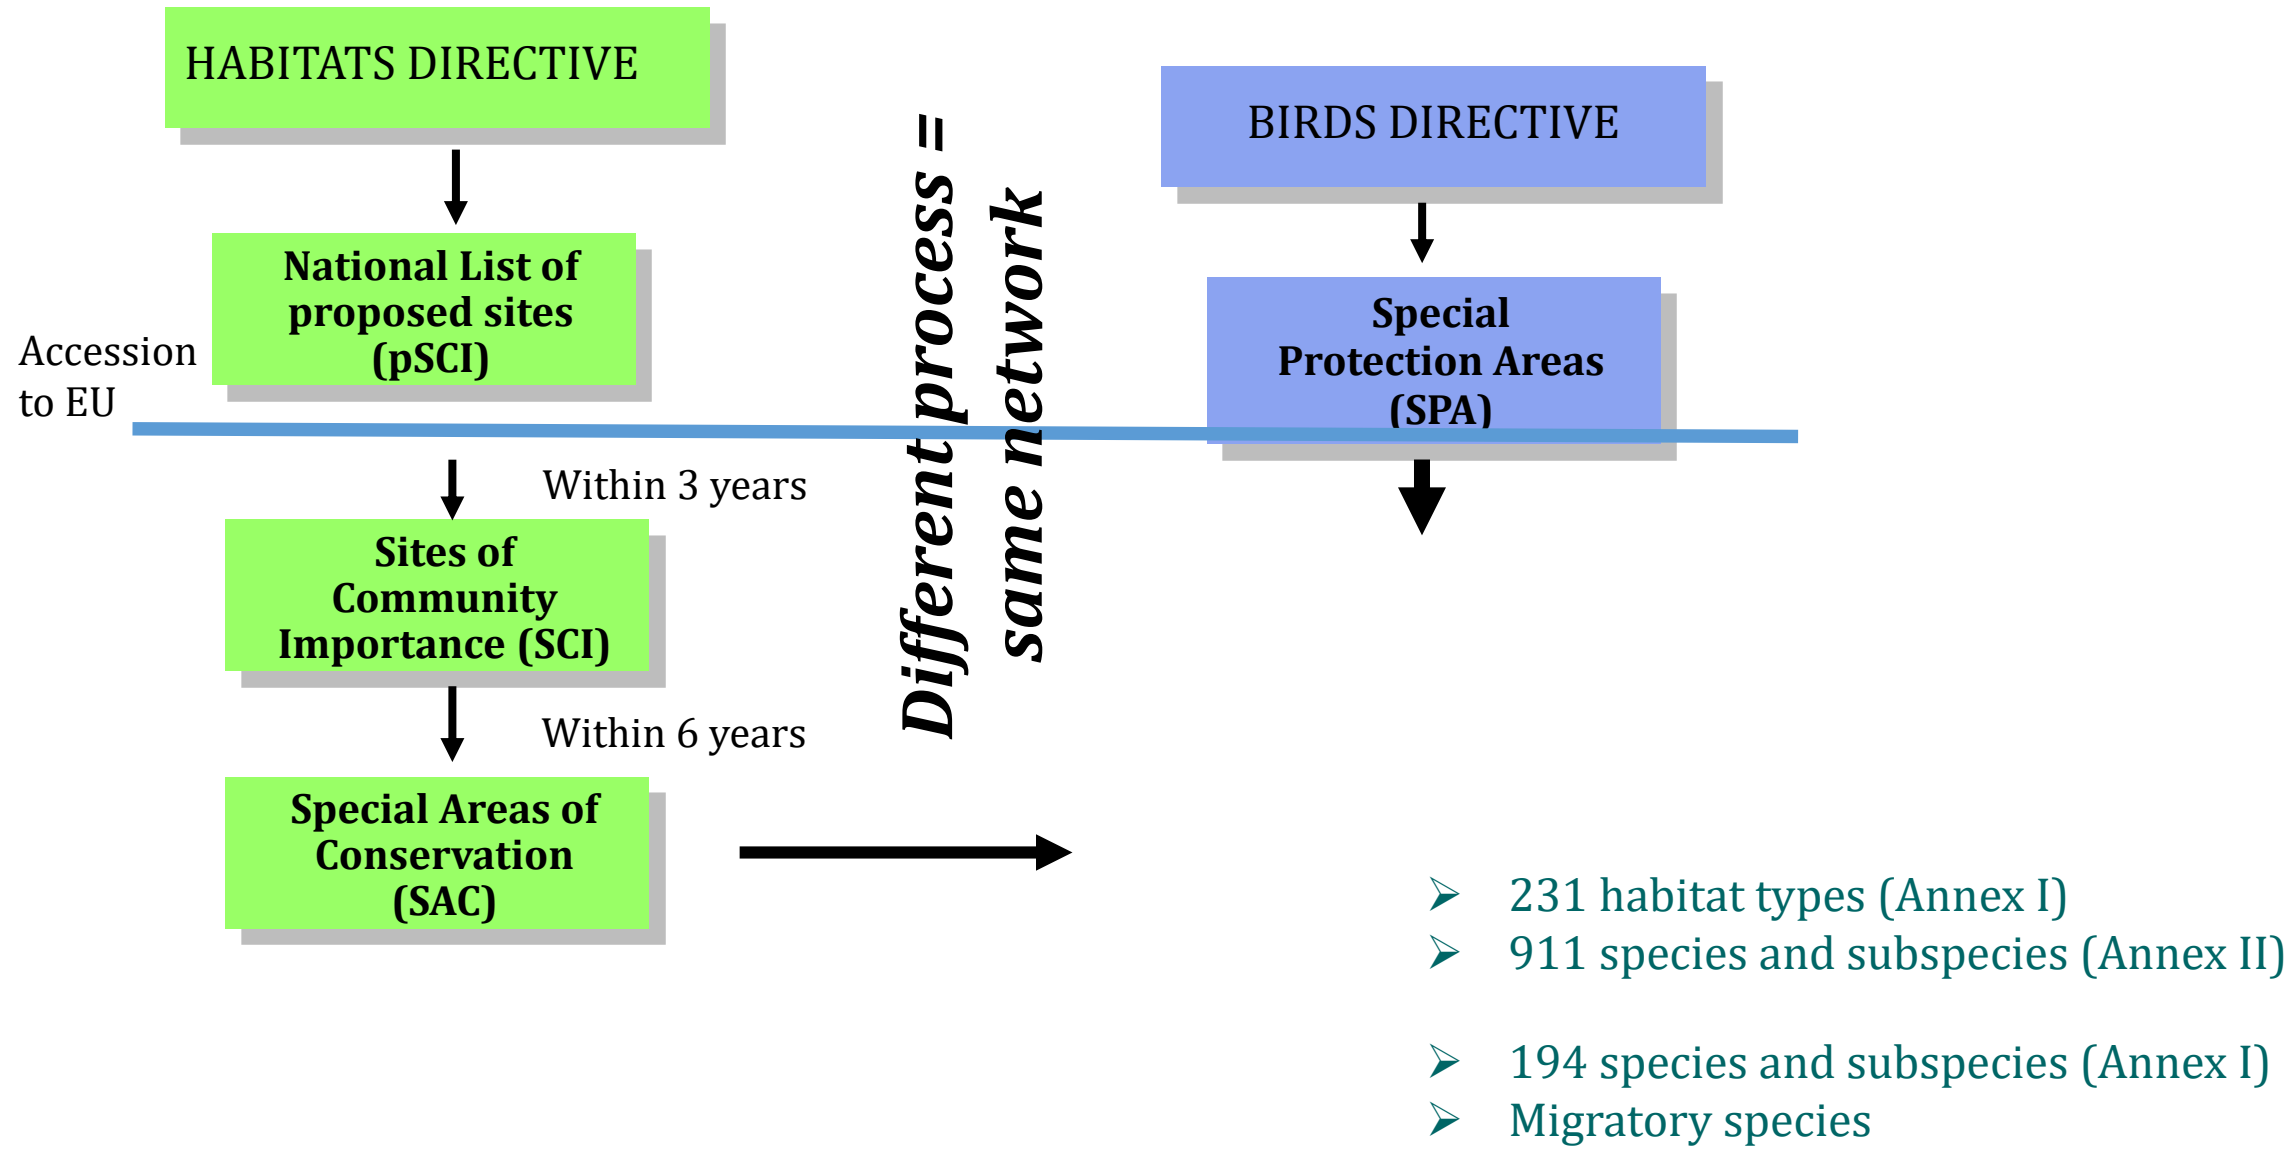 HABITATS DIRECTIVE
National List of
proposed sites
(pSCI)
Accession
to EU
Within 3 years
Sites of
Community
Importance (SCI)
Within 6 years
Special Areas of
Conservation
(SAC)
Different process =
same network
BIRDS DIRECTIVE
Special
Protection Areas
(SPA)
➢ 231 habitat types (Annex I)
➢ 911 species and subspecies (Annex II)
➢ 194 species and subspecies (Annex I)
➢ Migratory species